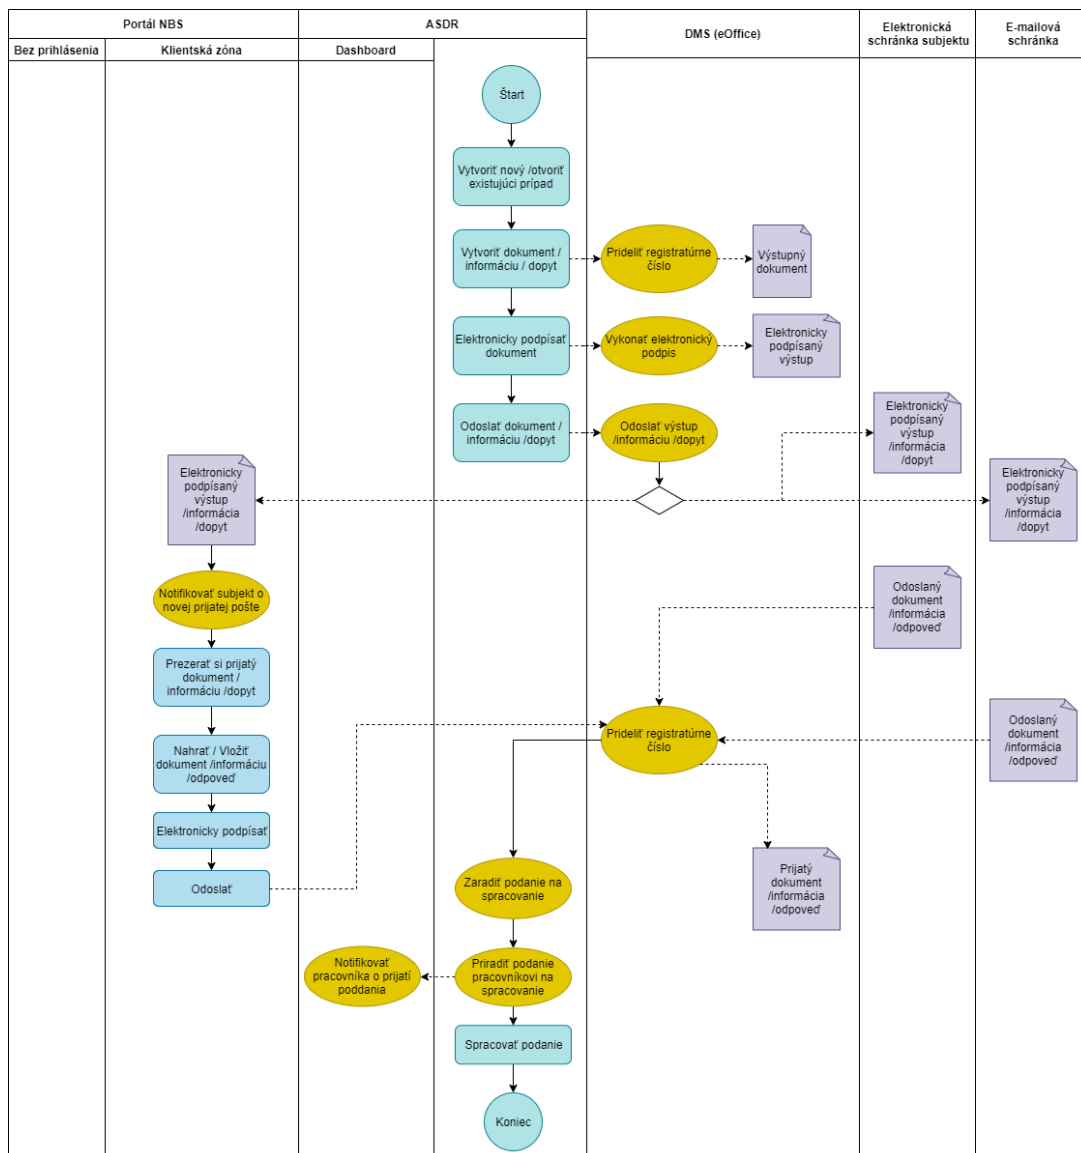 Portál NBS
ASDR
DMS (eOffice)
Elektronická
schránka subjektu
E-mailová
schránka
Bez prihlásenia
Klientská zóna
Dashboard
Štart
Vytvoriť nový /otvoriť
existujúci prípad
Vytvoriť dokument /
informáciu / dopyt
Prideliť registratúrne
číslo
Výstupný
dokument
Elektronicky podpísať
dokument
Vykonať elektronický
podpis
Elektronicky
podpísaný
výstup
Odoslať dokument /
informáciu /dopyt
Odoslať výstup
/informáciu /dopyt
Elektronicky
podpísaný
výstup
/informácia
/dopyt
Elektronicky
podpísaný
výstup
/informácia
/dopyt
Elektronicky
podpísaný
výstup
/informácia
/dopyt
Notifikovať subjekt o
novej prijatej pošte
Odoslaný
dokument
/informácia
/odpoveď
Prezerať si prijatý
dokument /
informáciu /dopyt
Prideliť registratúrne
číslo
Odoslaný
dokument
/informácia
/odpoveď
Nahrať / Vložiť
dokument /informáciu
/odpoveď
Elektronicky podpísať
Odoslať
Zaradiť podanie na
spracovanie
Prijatý
dokument
/informácia
/odpoveď
Notifikovať
pracovníka o prijatí
poddania
Priradiť podanie
pracovníkovi na
spracovanie
Spracovať podanie
Koniec